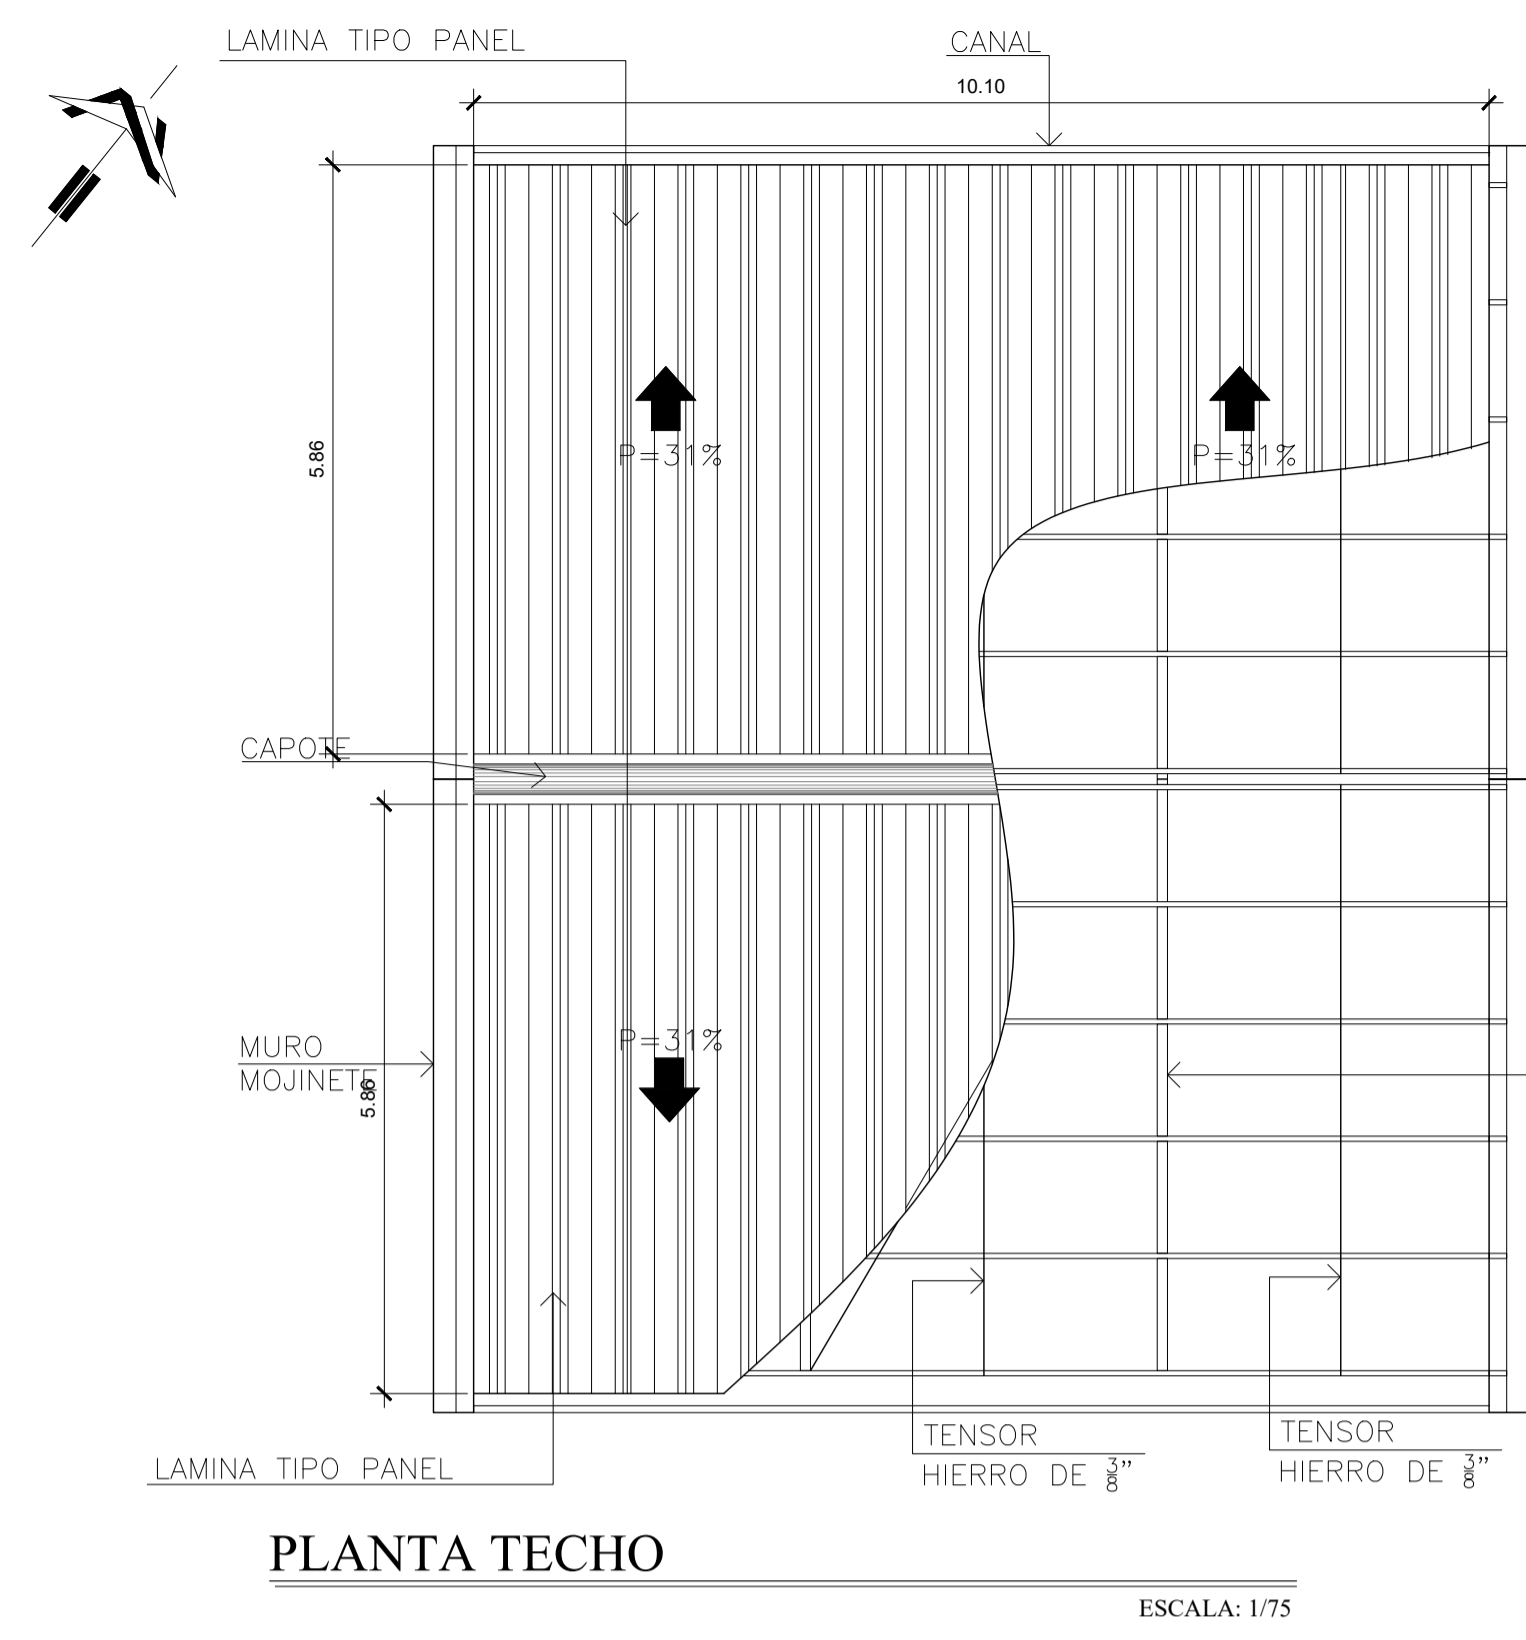 LAMINA TIPO PANEL
CANAL
10.10
5.86
P=31%
P=31%
CAPOTE
P=31%
MURO
MOJINETE
5.86
TENSOR
HIERRO DE 3/8"
TENSOR
HIERRO DE 3/8"
LAMINA TIPO PANEL
PLANTA TECHO
ESCALA: 1/75